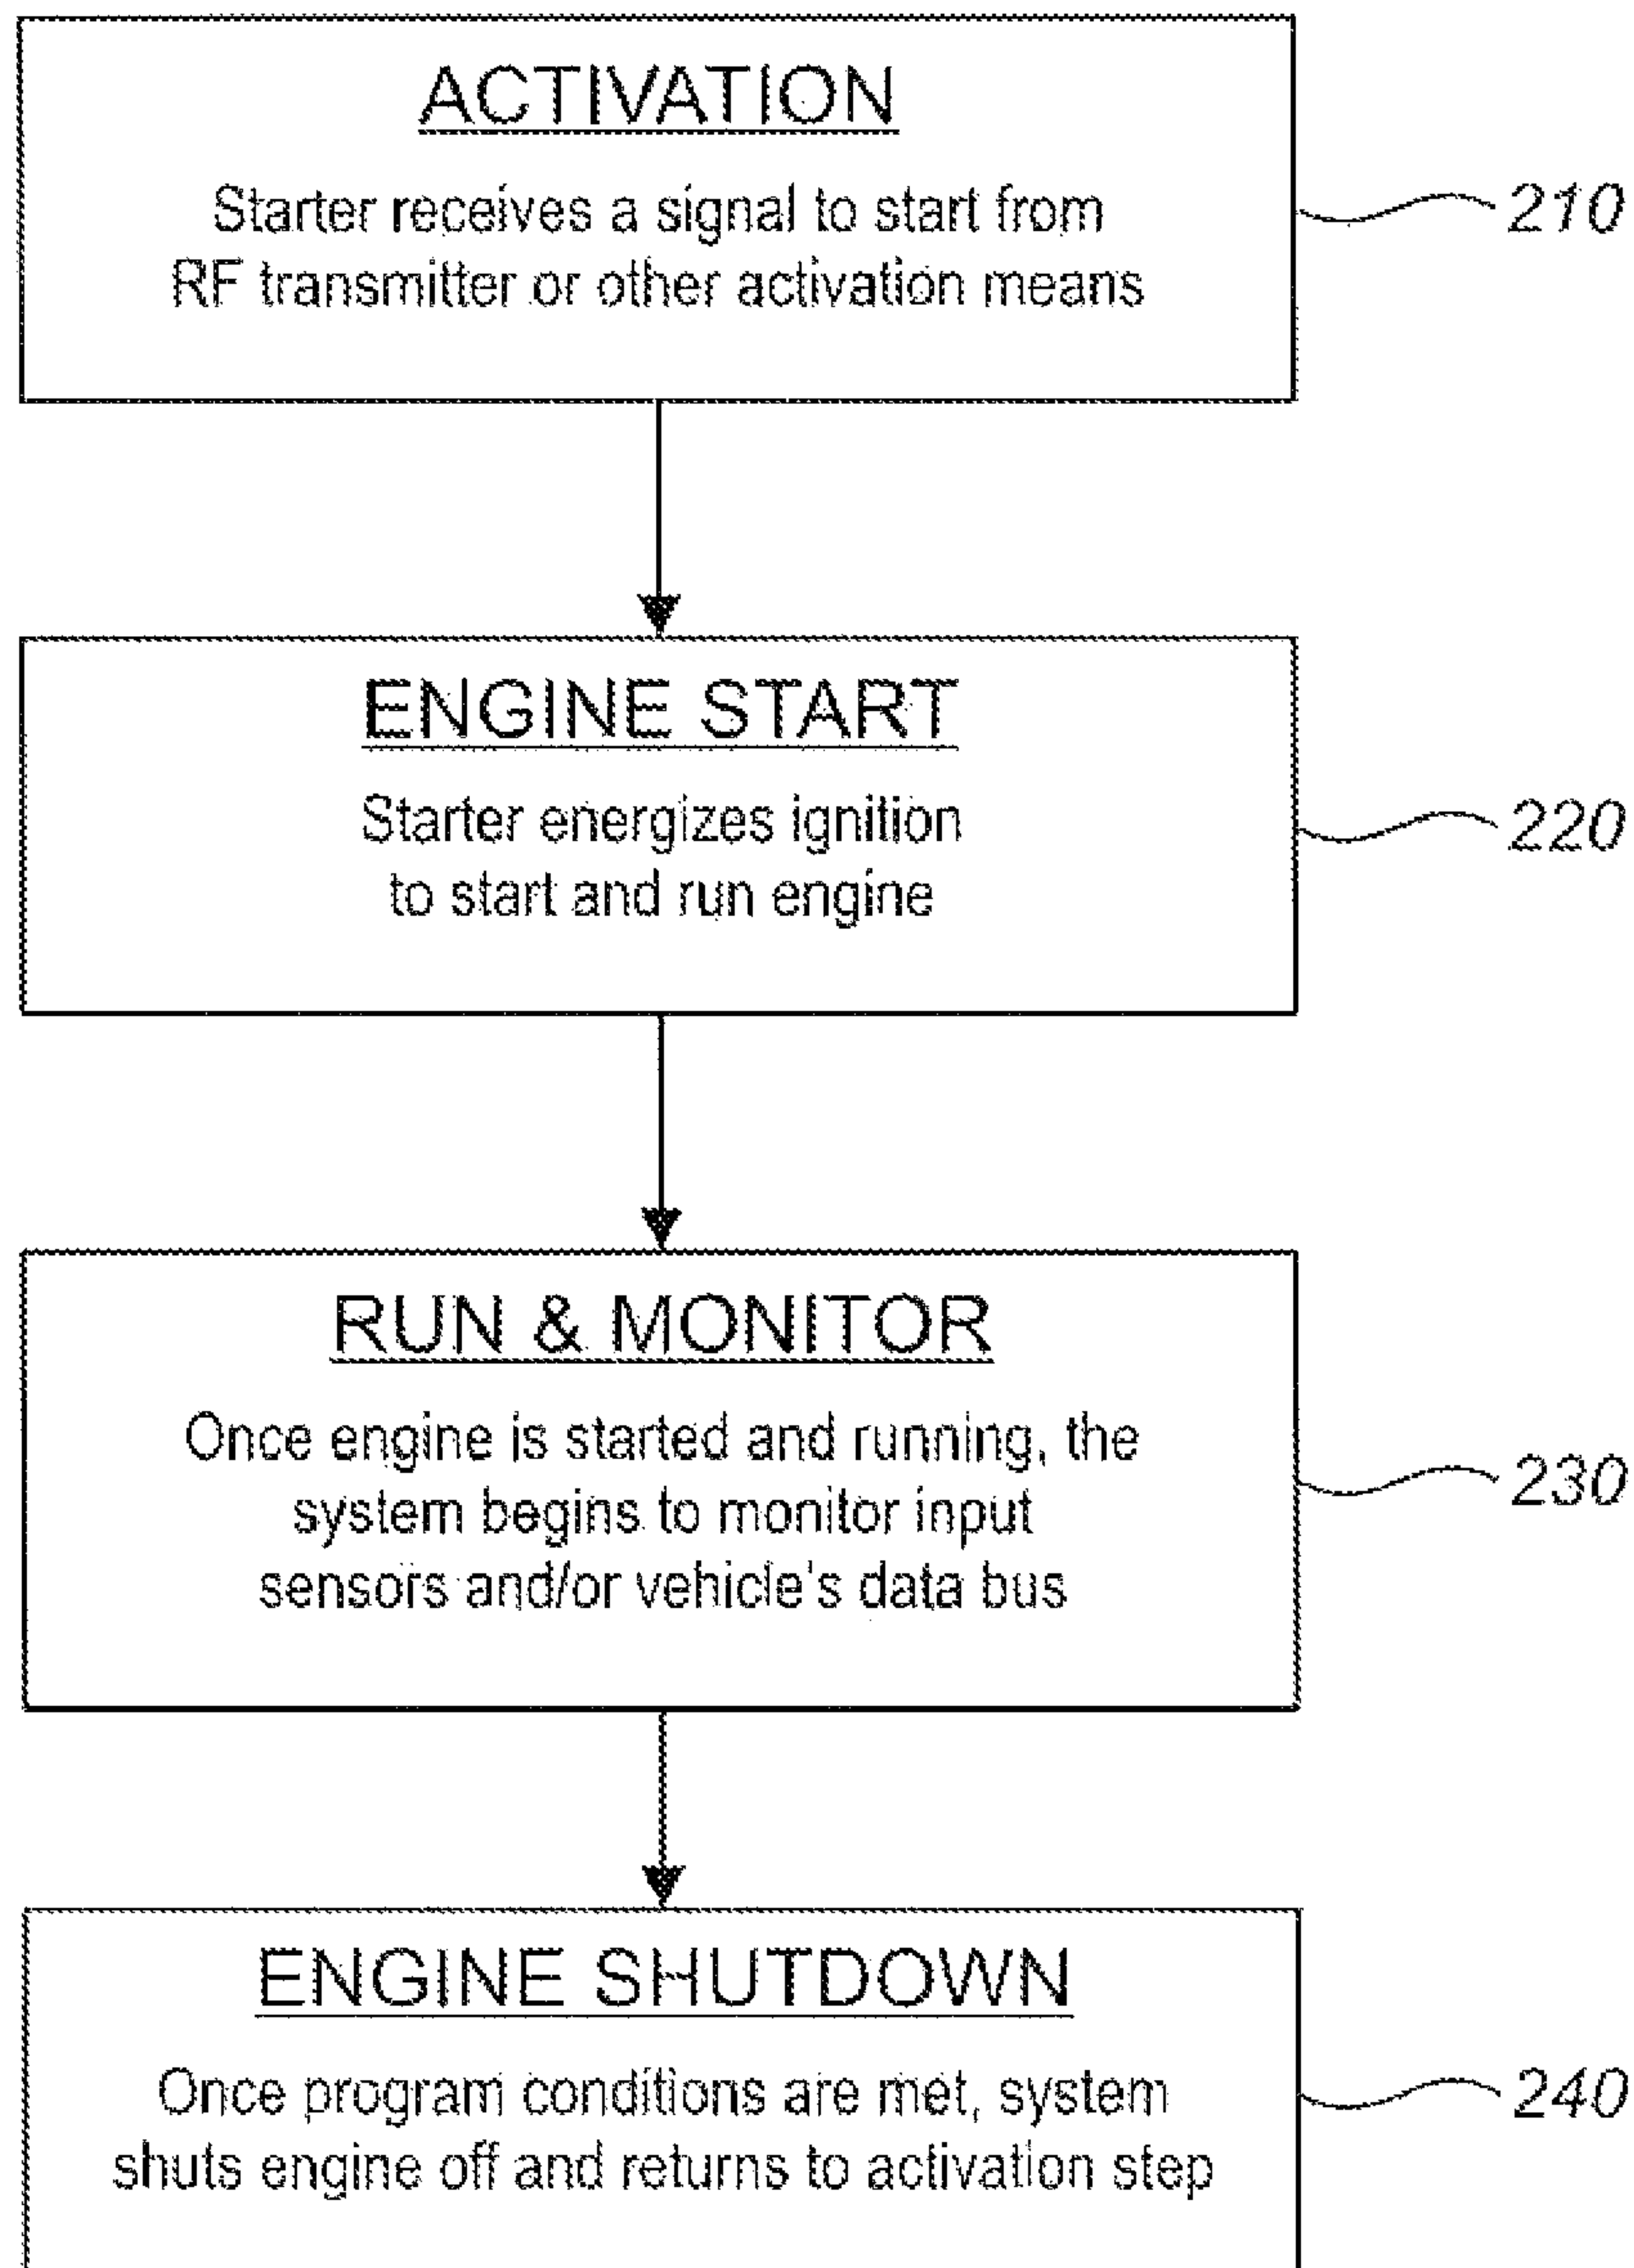 ACTIVATION
Starter receives a signal to start from
RF transmitter or other activation means
210
ENGINE START
Starter energizes ignition
to start and run engine
220
RUN & MONITOR
Once engine is started and running, the
system begins to monitor input
sensors and/or vehicle's data bus
230
ENGINE SHUTDOWN
Once program conditions are met, system
shuts engine off and returns to activation step
240